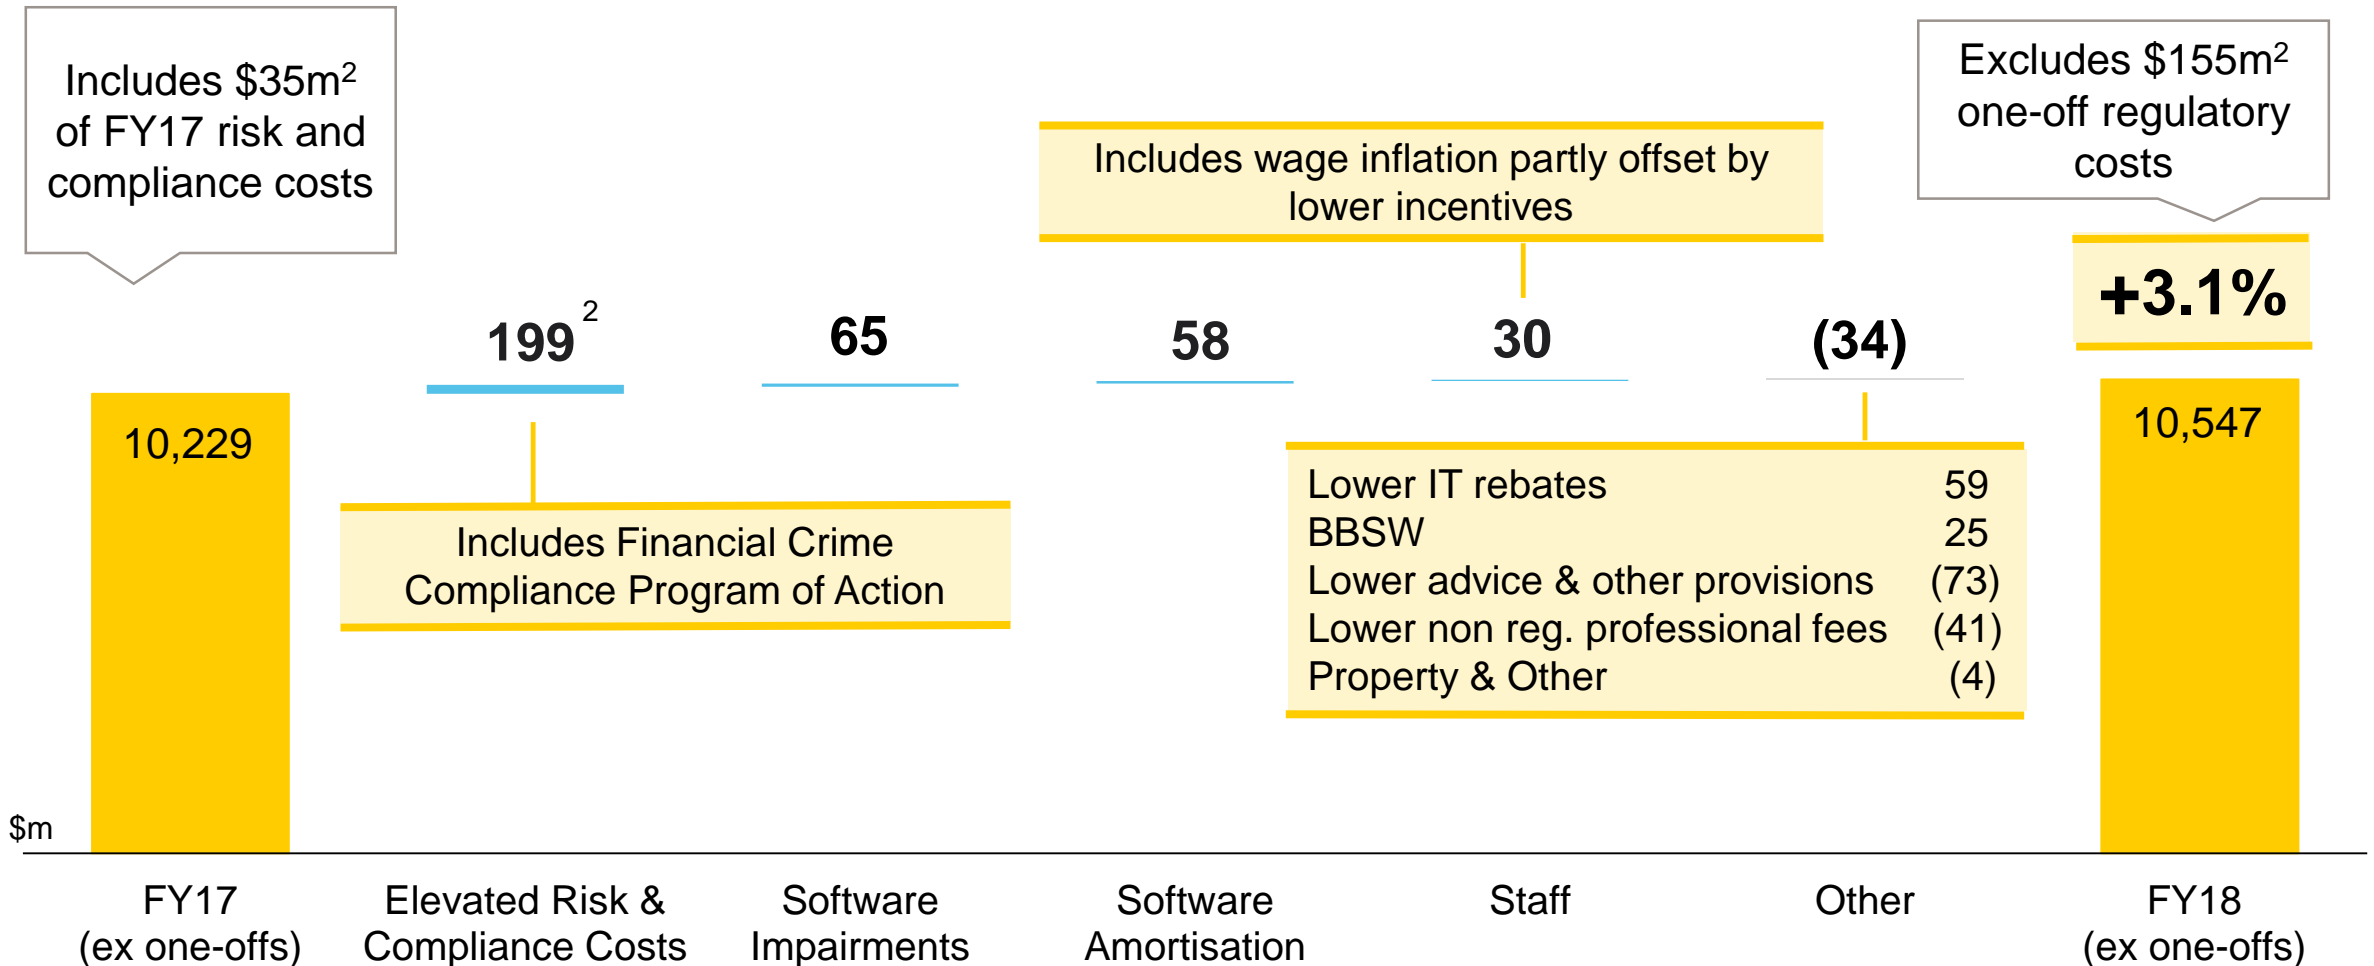 Includes $35m²
of FY17 risk and
compliance costs
Excludes $155m²
one-off regulatory
costs
Includes wage inflation partly offset by
lower incentives
+3.1%
199 ²
65
58
30
(34)
10,229
10,547
Includes Financial Crime
Compliance Program of Action
Lower IT rebates 59
BBSW 25
Lower advice & other provisions (73)
Lower non reg. professional fees (41)
Property & Other (4)
$m
FY17
(ex one-offs)
Elevated Risk &
Compliance Costs
Software
Impairments
Software
Amortisation
Staff
Other
FY18
(ex one-offs)